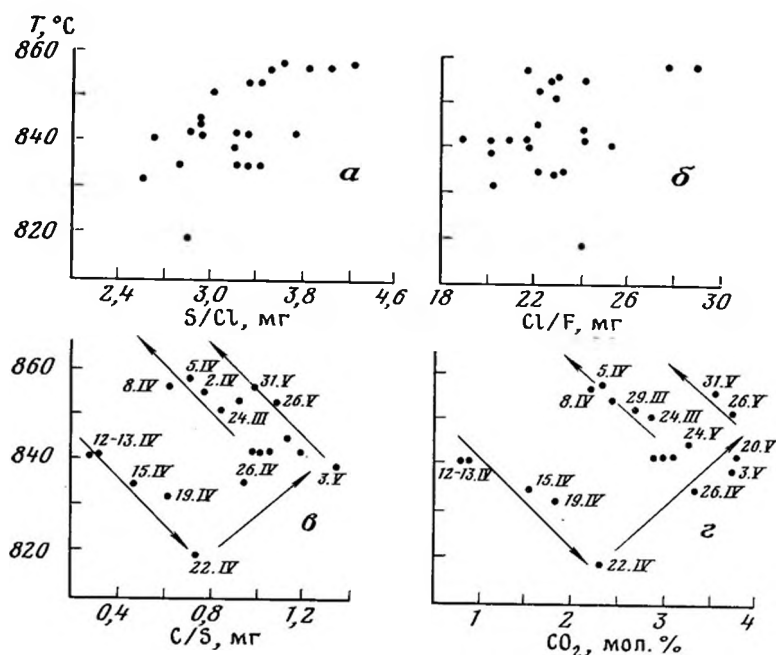 T, °C
860
840
820
2,4 3,0 3,8 4,6
S/Cl, мг
а
18 22 26 30
Cl/F, мг
б
860
840
820
5.IV
2.IV
8.IV
24.III
31.V
26.V
12-13.IV
15.IV
19.IV
26.IV
3.V
22.IV
в
0,4 0,8 1,2
C/S, мг
5.IV
8.IV
29.III
24.III
31.V
26.V
24.V
20.V
3.V
26.IV
12-13.IV
15.IV
19.IV
22.IV
г
1 2 3 4
CO₂, мол. %